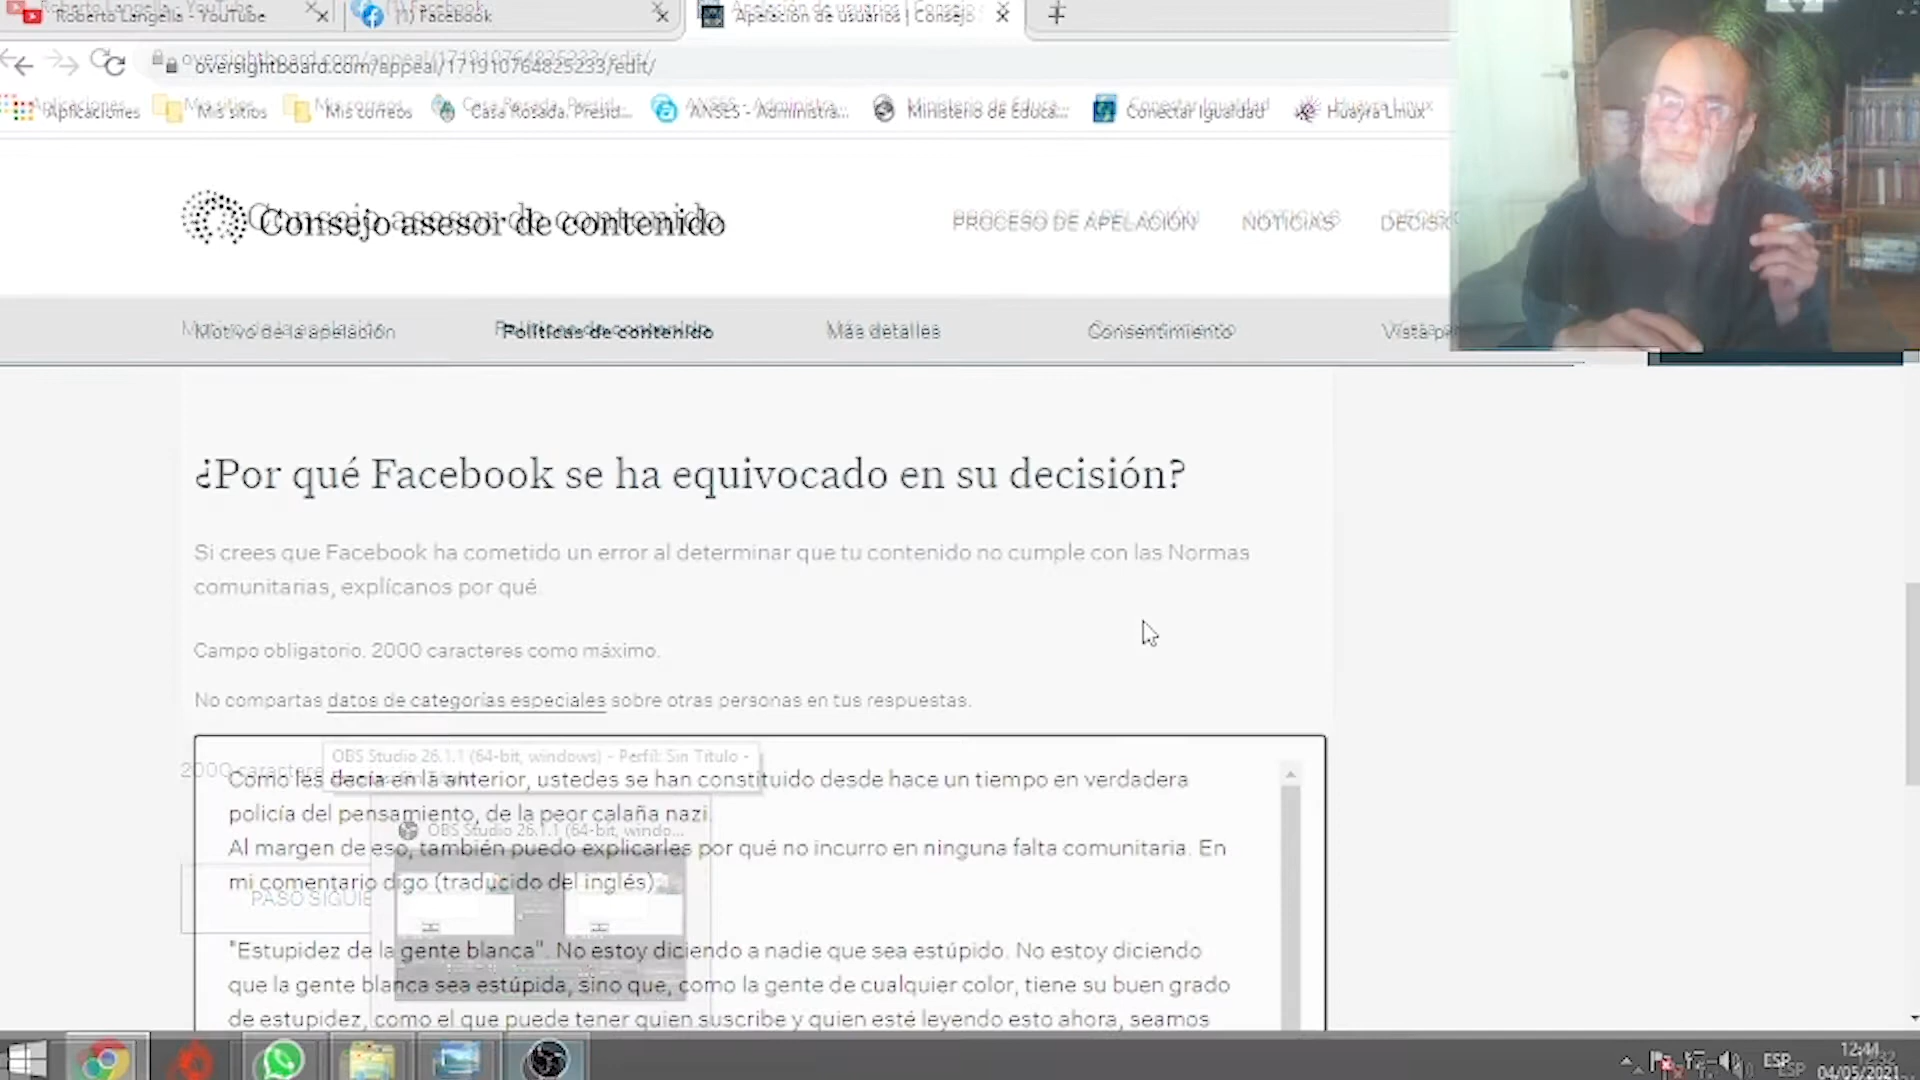 Roberto Langella - YouTube
(1) Facebook
Apelación de usuarios | Consejo
oversightboard.com/appeal/171910764825233/edit/
Aplicaciones
Mis sitios
Mis correos
Casa Rosada. Presid...
ANSES - Administra...
Ministerio de Educa...
Conectar Igualdad
Huayra Linux
Consejo asesor de contenido
PROCESO DE APELACIÓN
NOTICIAS
Motivo de la apelación
Políticas de contenido
Más detalles
Consentimiento
¿Por qué Facebook se ha equivocado en su decisión?
Si crees que Facebook ha cometido un error al determinar que tu contenido no cumple con las Normas
comunitarias, explícanos por qué.
Campo obligatorio. 2000 caracteres como máximo.
No compartas datos de categorías especiales sobre otras personas en tus respuestas.
OBS Studio 26.1.1 (64-bit, windows) - Perfil: Sin Título -
Como les decía en la anterior, ustedes se han constituido desde hace un tiempo en verdadera
policía del pensamiento, de la peor calaña nazi.
OBS Studio 26.1.1 (64-bit, windo...
Al margen de eso, también puedo explicarles por qué no incurro en ninguna falta comunitaria. En
mi comentario digo (traducido del inglés)
"Estupidez de la gente blanca". No estoy diciendo a nadie que sea estúpido. No estoy diciendo
que la gente blanca sea estúpida, sino que, como la gente de cualquier color, tiene su buen grado
de estupidez, como el que puede tener quien suscribe y quien esté leyendo esto ahora, seamos
ESP
12:44
04/05/2021